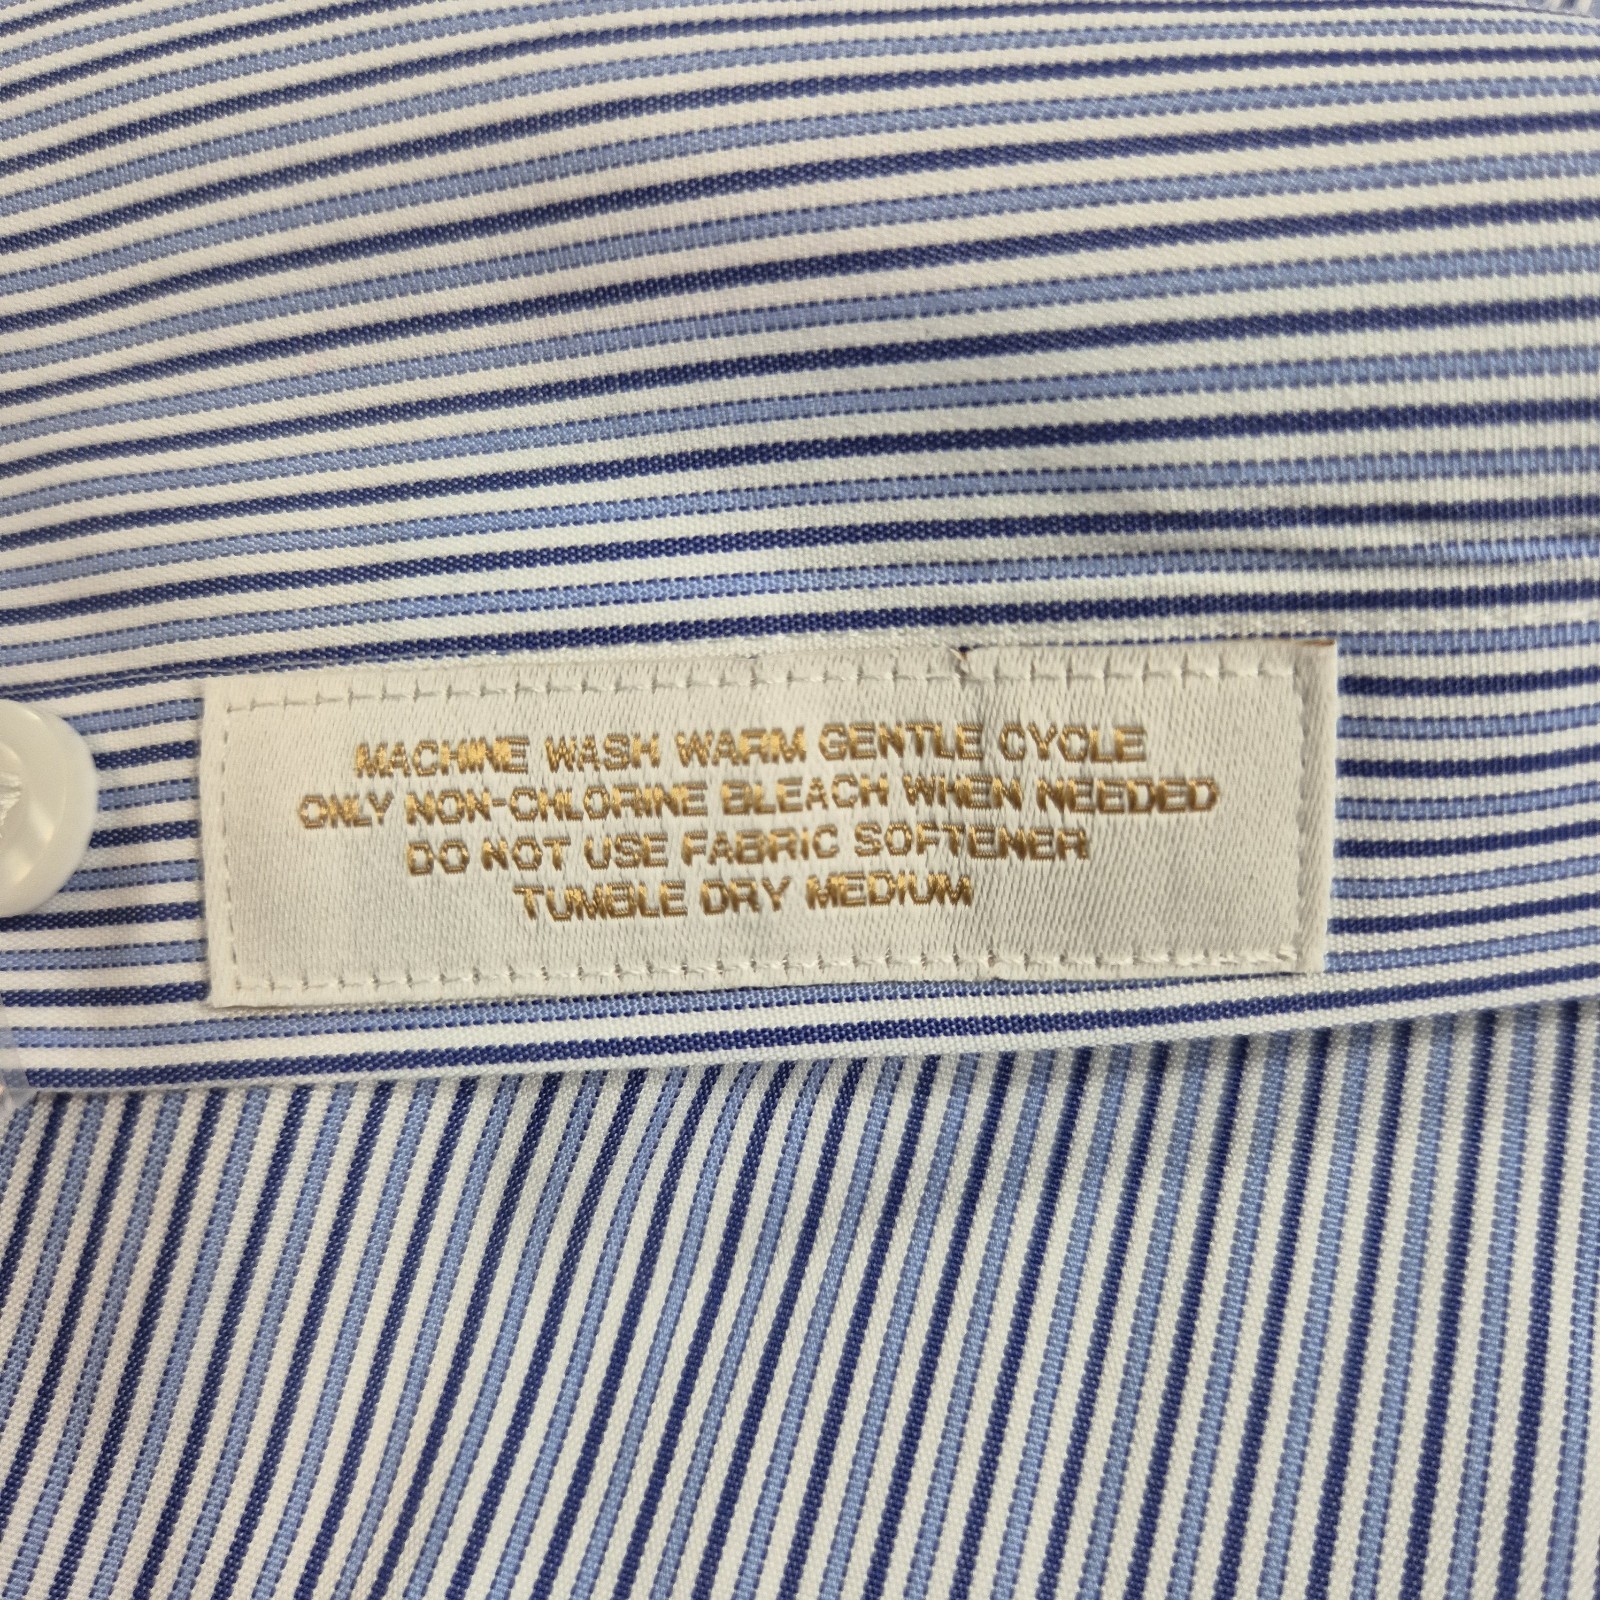 MACHINE WASH WARM GENTLE CYCLE
ONLY NON-CHLORINE BLEACH WHEN NEEDED
DO NOT USE FABRIC SOFTENER
TUMBLE DRY MEDIUM